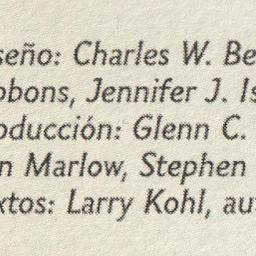 seño: Charles W. Be
bbons, Jennifer J. Is
oducción: Glenn C.
n Marlow, Stephen
xtos: Larry Kohl, au